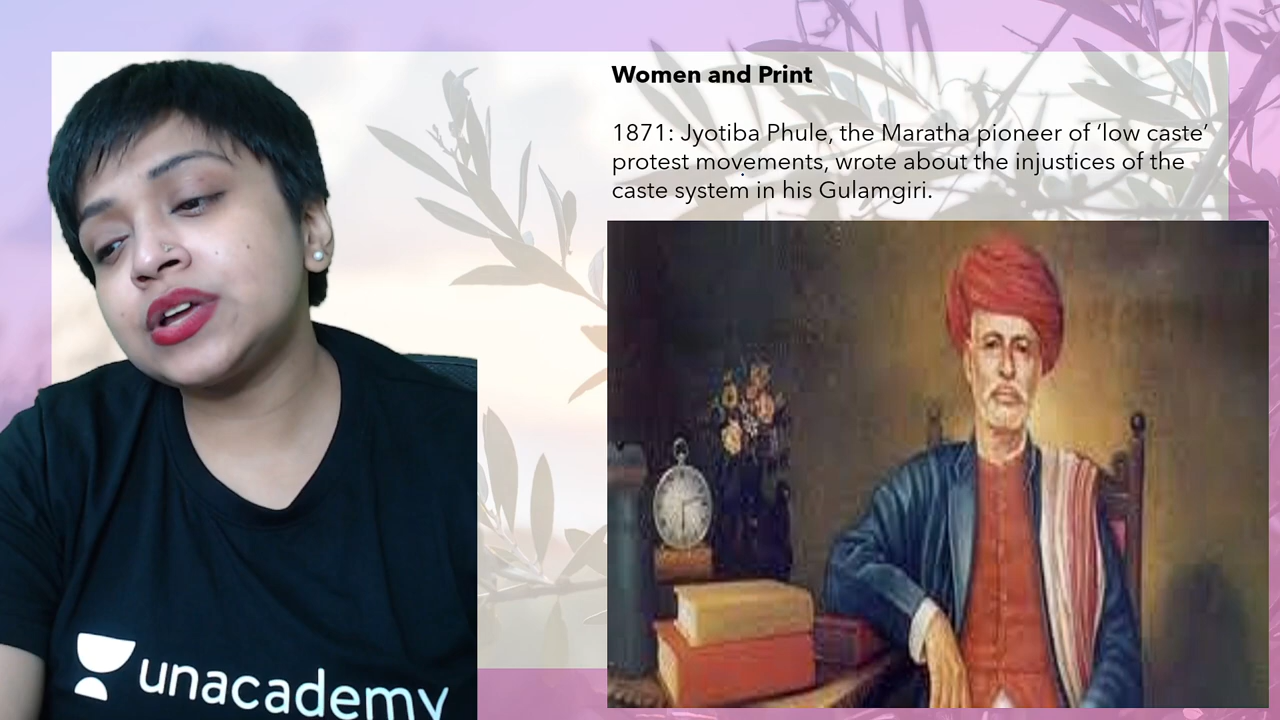 Women and Print
1871: Jyotiba Phule, the Maratha pioneer of ‘low caste’
protest movements, wrote about the injustices of the
caste system in his Gulamgiri.
unacademy